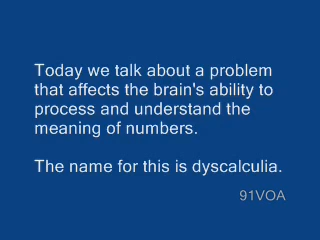 Today we talk about a problem
that affects the brain's ability to
process and understand the
meaning of numbers.
The name for this is dyscalculia.
91VOA